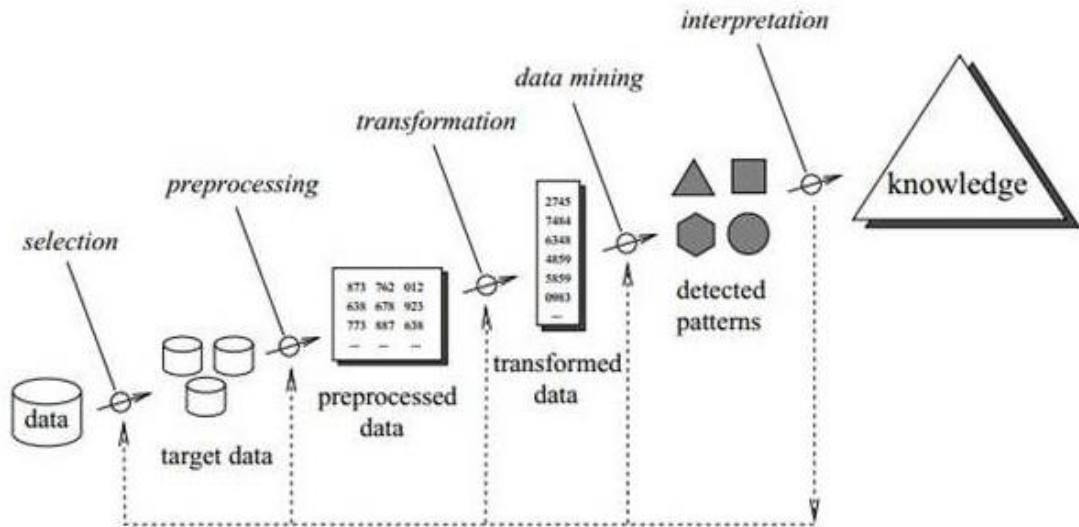 interpretation
data mining
transformation
preprocessing
selection
knowledge
2745
7484
6348
4859
5859
0983
...
873 762 012
638 678 923
773 887 638
... ... ...
detected
patterns
transformed
data
preprocessed
data
data
target data